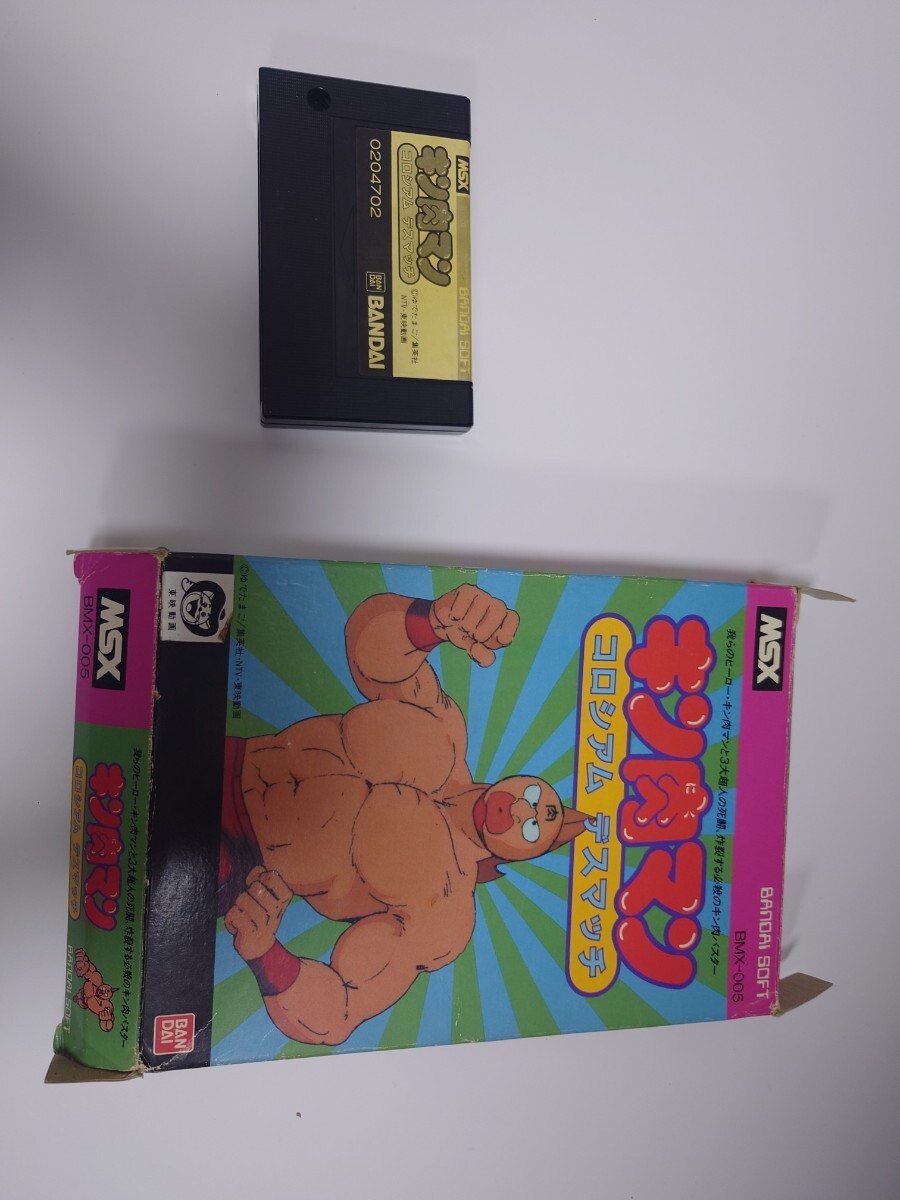 MSX
BANDAI SOFT
キン肉マン
コロシアム デスマッチ
©ゆでたまご/集英社
NTV・東映動画
0204702
BAN
DAI
BANDAI
MSX
BANDAI SOFT
BMX-005
我らのヒーロー・キン肉マンと3大超人の死闘、炸裂する必殺のキン肉バスター
キン肉マン
にく
コロシアム デスマッチ
肉
©ゆでたまご/集英社・NTV・東映動画
東映動画
BAN
DAI
MSX
BMX-005
我らのヒーロー・キン肉マンと3大超人の死闘、炸裂する必殺のキン肉バスター
キン肉マン
コロシアム デスマッチ
BANDAI SOFT